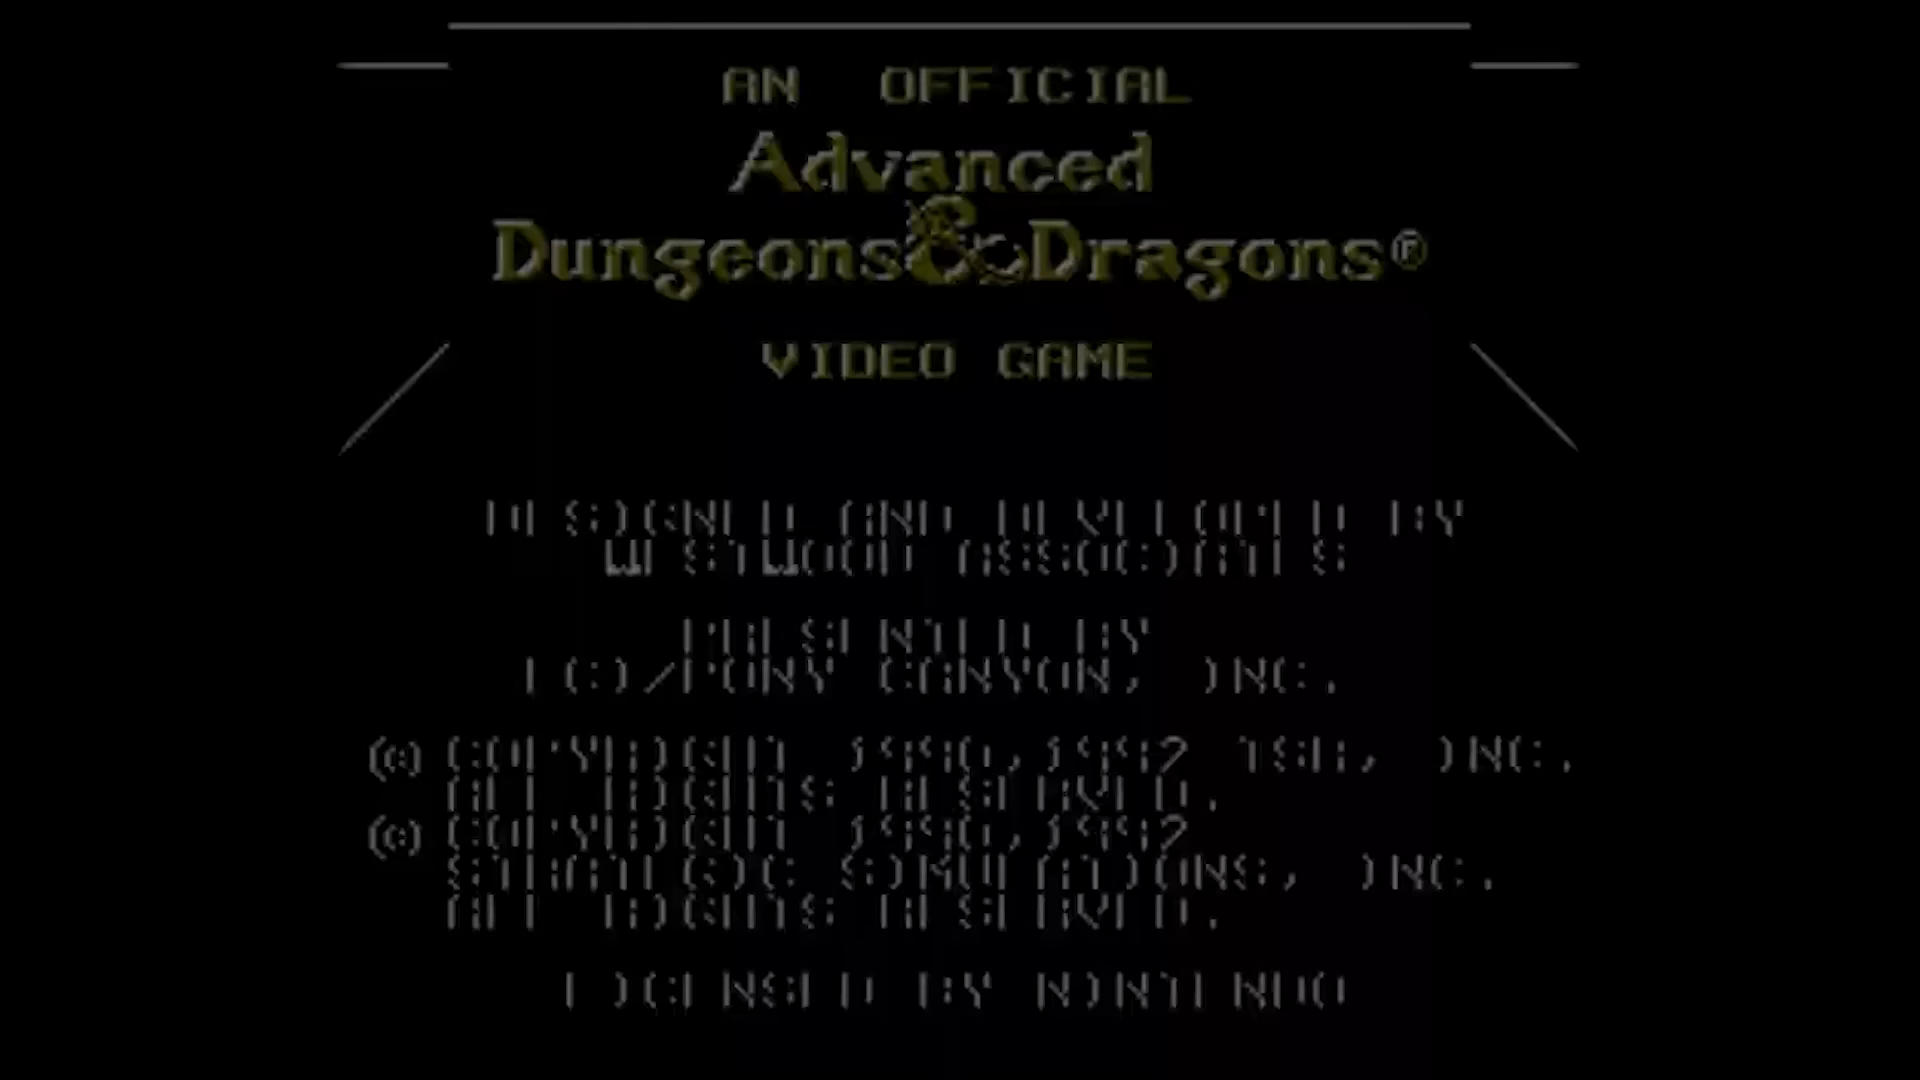 AN OFFICIAL
Advanced
Dungeons & Dragons®
VIDEO GAME
DESIGNED AND DEVELOPED BY
WESTWOOD ASSOCIATES
PRESENTED BY
FCI/PONY CANYON, INC.
(c) COPYRIGHT 1990,1992 TSR, INC.
ALL RIGHTS RESERVED.
(c) COPYRIGHT 1990,1992
STRATEGIC SIMULATIONS, INC.
ALL RIGHTS RESERVED.
LICENSED BY NINTENDO